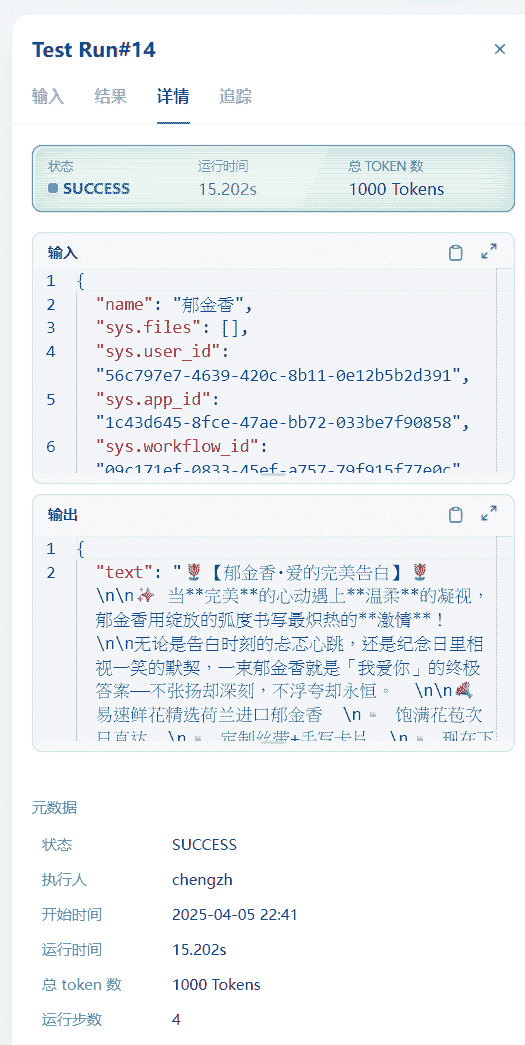 Test Run#14
输入 结果 详情 追踪
状态 运行时间 总 TOKEN 数
SUCCESS 15.202s 1000 Tokens
输入
1 {
2 "name": "郁金香",
3 "sys.files": [],
4 "sys.user_id":
"56c797e7-4639-420c-8b11-0e12b5b2d391",
5 "sys.app_id":
"1c43d645-8fce-47ae-bb72-033be7f90858",
6 "sys.workflow_id":
"09c171ef-0833-45ef-a757-79f915f77e0c"
输出
1 {
2 "text": "🌷【郁金香·爱的完美告白】🌷
\n\n✨ 当**完美**的心动遇上**温柔**的凝视，
郁金香用绽放的弧度书写最炽热的**激情**！
\n\n无论是告白时刻的忐忑心跳，还是纪念日里相
视一笑的默契，一束郁金香就是「我爱你」的终极
答案——不张扬却深刻，不浮夸却永恒。 \n\n💐
易速鲜花精选荷兰进口郁金香 \n▫ 饱满花苞次
日直达 \n▫ 定制丝带+手写卡片 \n▫ 现在下
元数据
状态 SUCCESS
执行人 chengzh
开始时间 2025-04-05 22:41
运行时间 15.202s
总 token 数 1000 Tokens
运行步数 4